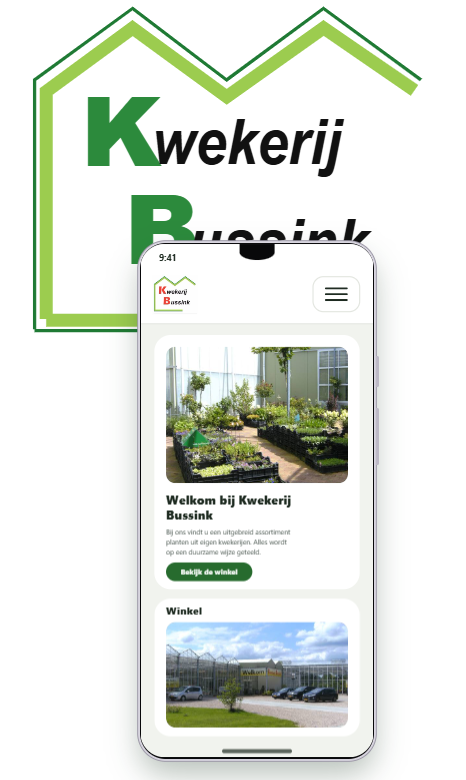 Kwekerij
Bussink
9:41
Kwekerij
Bussink
Welkom bij Kwekerij
Bussink
Bij ons vindt u een uitgebreid assortiment
planten uit eigen kwekerijen. Alles wordt
op een duurzame wijze geteeld.
Bekijk de winkel
Winkel